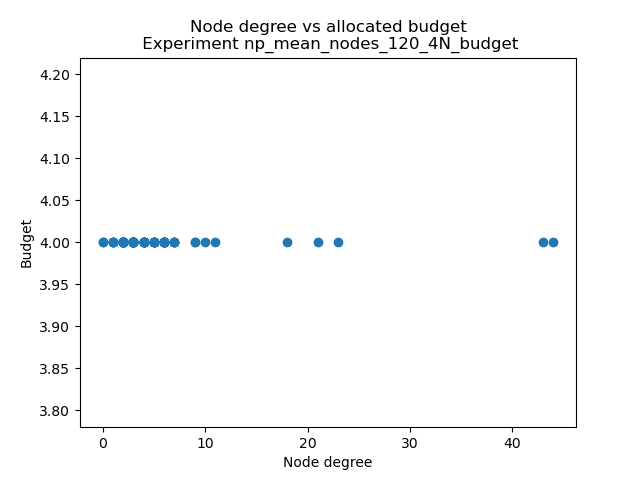 Node degree vs allocated budget
Experiment np_mean_nodes_120_4N_budget
4.20
4.15
4.10
4.05
4.00
3.95
3.90
3.85
3.80
Budget
0 10 20 30 40
Node degree